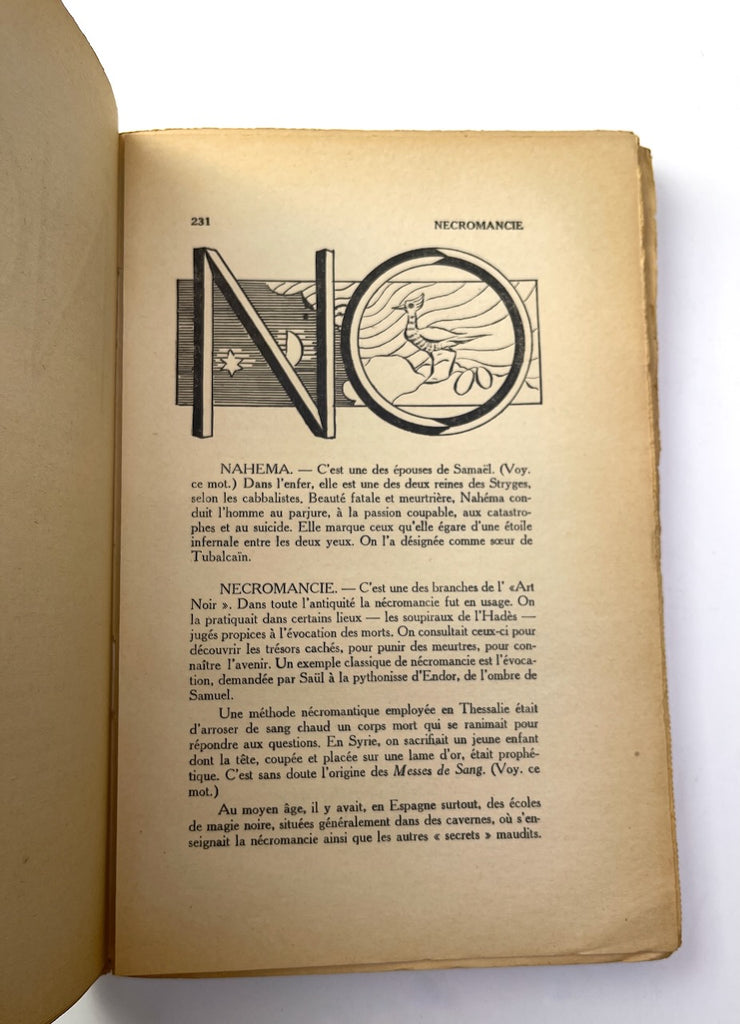 231
NECROMANCIE
NO
NAHEMA. — C'est une des épouses de Samaël. (Voy.
ce mot.) Dans l'enfer, elle est une des deux reines des Stryges,
selon les cabbalistes. Beauté fatale et meurtrière, Nahéma con-
duit l'homme au parjure, à la passion coupable, aux catastro-
phes et au suicide. Elle marque ceux qu'elle égare d'une étoile
infernale entre les deux yeux. On l'a désignée comme sœur de
Tubalcaïn.
NECROMANCIE. — C'est une des branches de l' «Art
Noir ». Dans toute l'antiquité la nécromancie fut en usage. On
la pratiquait dans certains lieux — les soupiraux de l'Hadès —
jugés propices à l'évocation des morts. On consultait ceux-ci pour
découvrir les trésors cachés, pour punir des meurtres, pour con-
naître l'avenir. Un exemple classique de nécromancie est l'évoca-
tion, demandée par Saül à la pythonisse d'Endor, de l'ombre de
Samuel.
Une méthode nécromantique employée en Thessalie était
d'arroser de sang chaud un corps mort qui se ranimait pour
répondre aux questions. En Syrie, on sacrifiait un jeune enfant
dont la tête, coupée et placée sur une lame d'or, était prophé-
tique. C'est sans doute l'origine des Messes de Sang. (Voy. ce
mot.)
Au moyen âge, il y avait, en Espagne surtout, des écoles
de magie noire, situées généralement dans des cavernes, où s'en-
seignait la nécromancie ainsi que les autres « secrets » maudits.